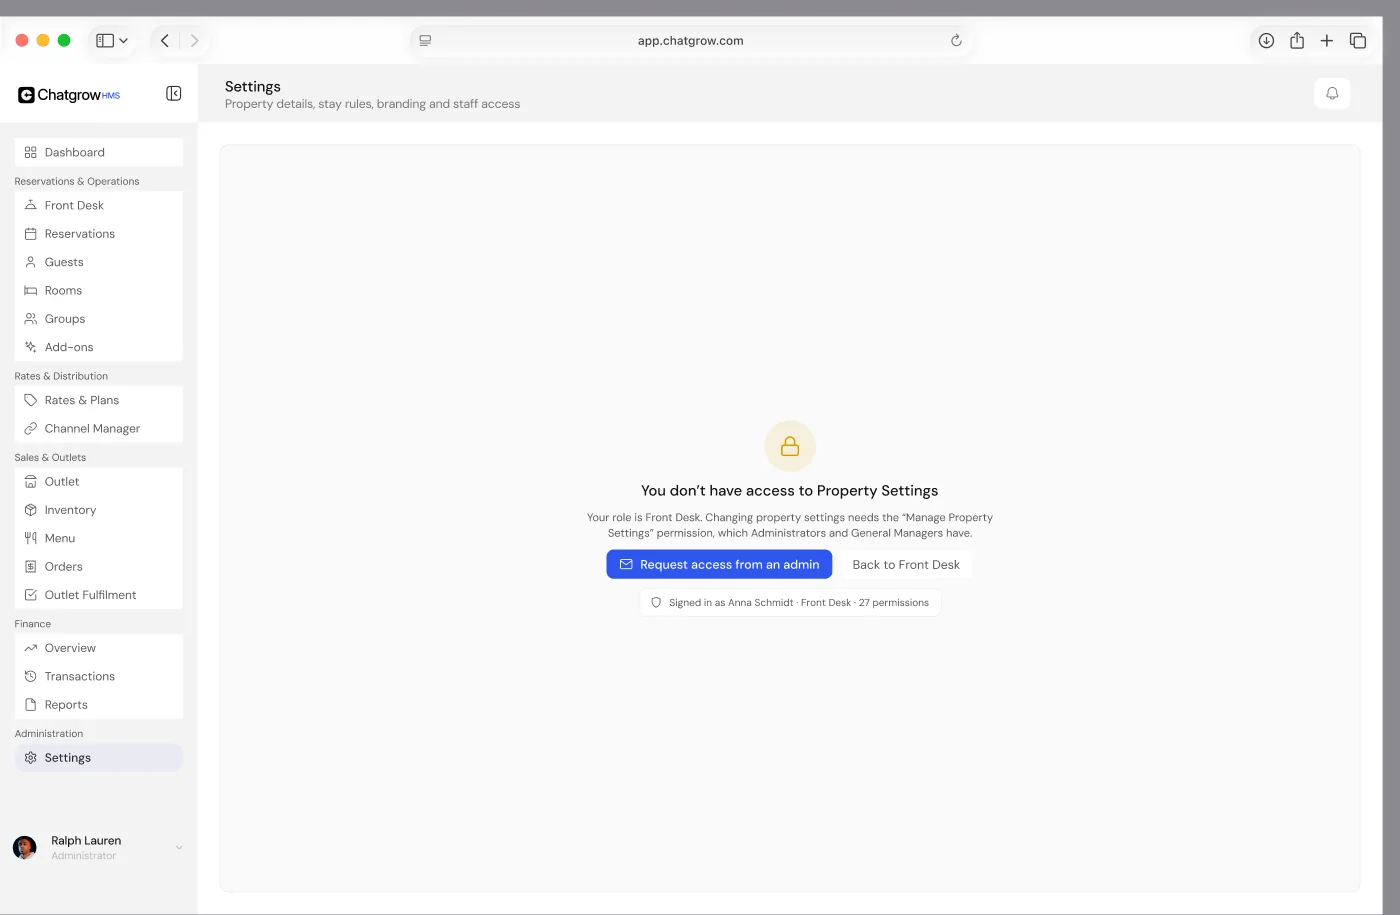 app.chatgrow.com
Chatgrow HMS
Settings
Property details, stay rules, branding and staff access
Dashboard
Reservations & Operations
Front Desk
Reservations
Guests
Rooms
Groups
Add-ons
Rates & Distribution
Rates & Plans
Channel Manager
Sales & Outlets
Outlet
Inventory
Menu
Orders
Outlet Fulfilment
Finance
Overview
Transactions
Reports
Administration
Settings
Ralph Lauren
Administrator
You don’t have access to Property Settings
Your role is Front Desk. Changing property settings needs the “Manage Property
Settings” permission, which Administrators and General Managers have.
Request access from an admin
Back to Front Desk
Signed in as Anna Schmidt · Front Desk · 27 permissions